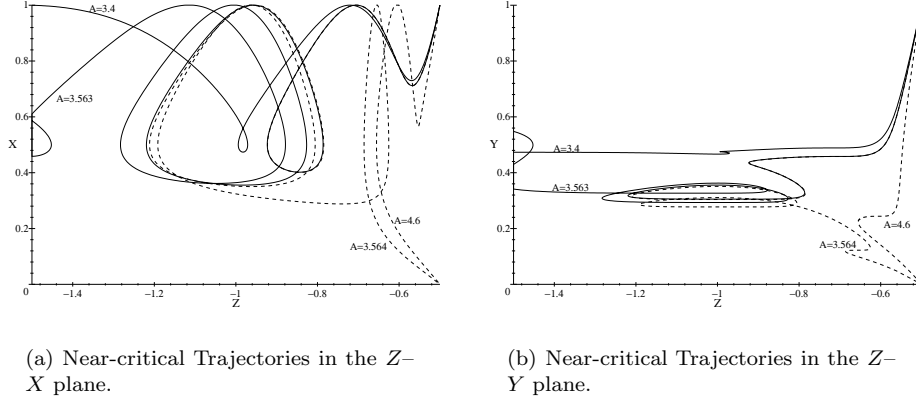 1
0.8
0.6
X
0.4
0.2
−1.4
−1.2
−1
−0.8
−0.6
Z
A=3.4
A=3.563
A=4.6
A=3.564
1
0.8
0.6
Y
0.4
0.2
0
−1.4
−1.2
−1
−0.8
−0.6
Z
A=3.4
A=3.563
A=4.6
A=3.564
(a) Near-critical Trajectories in the Z–
X plane.
(b) Near-critical Trajectories in the Z–
Y plane.